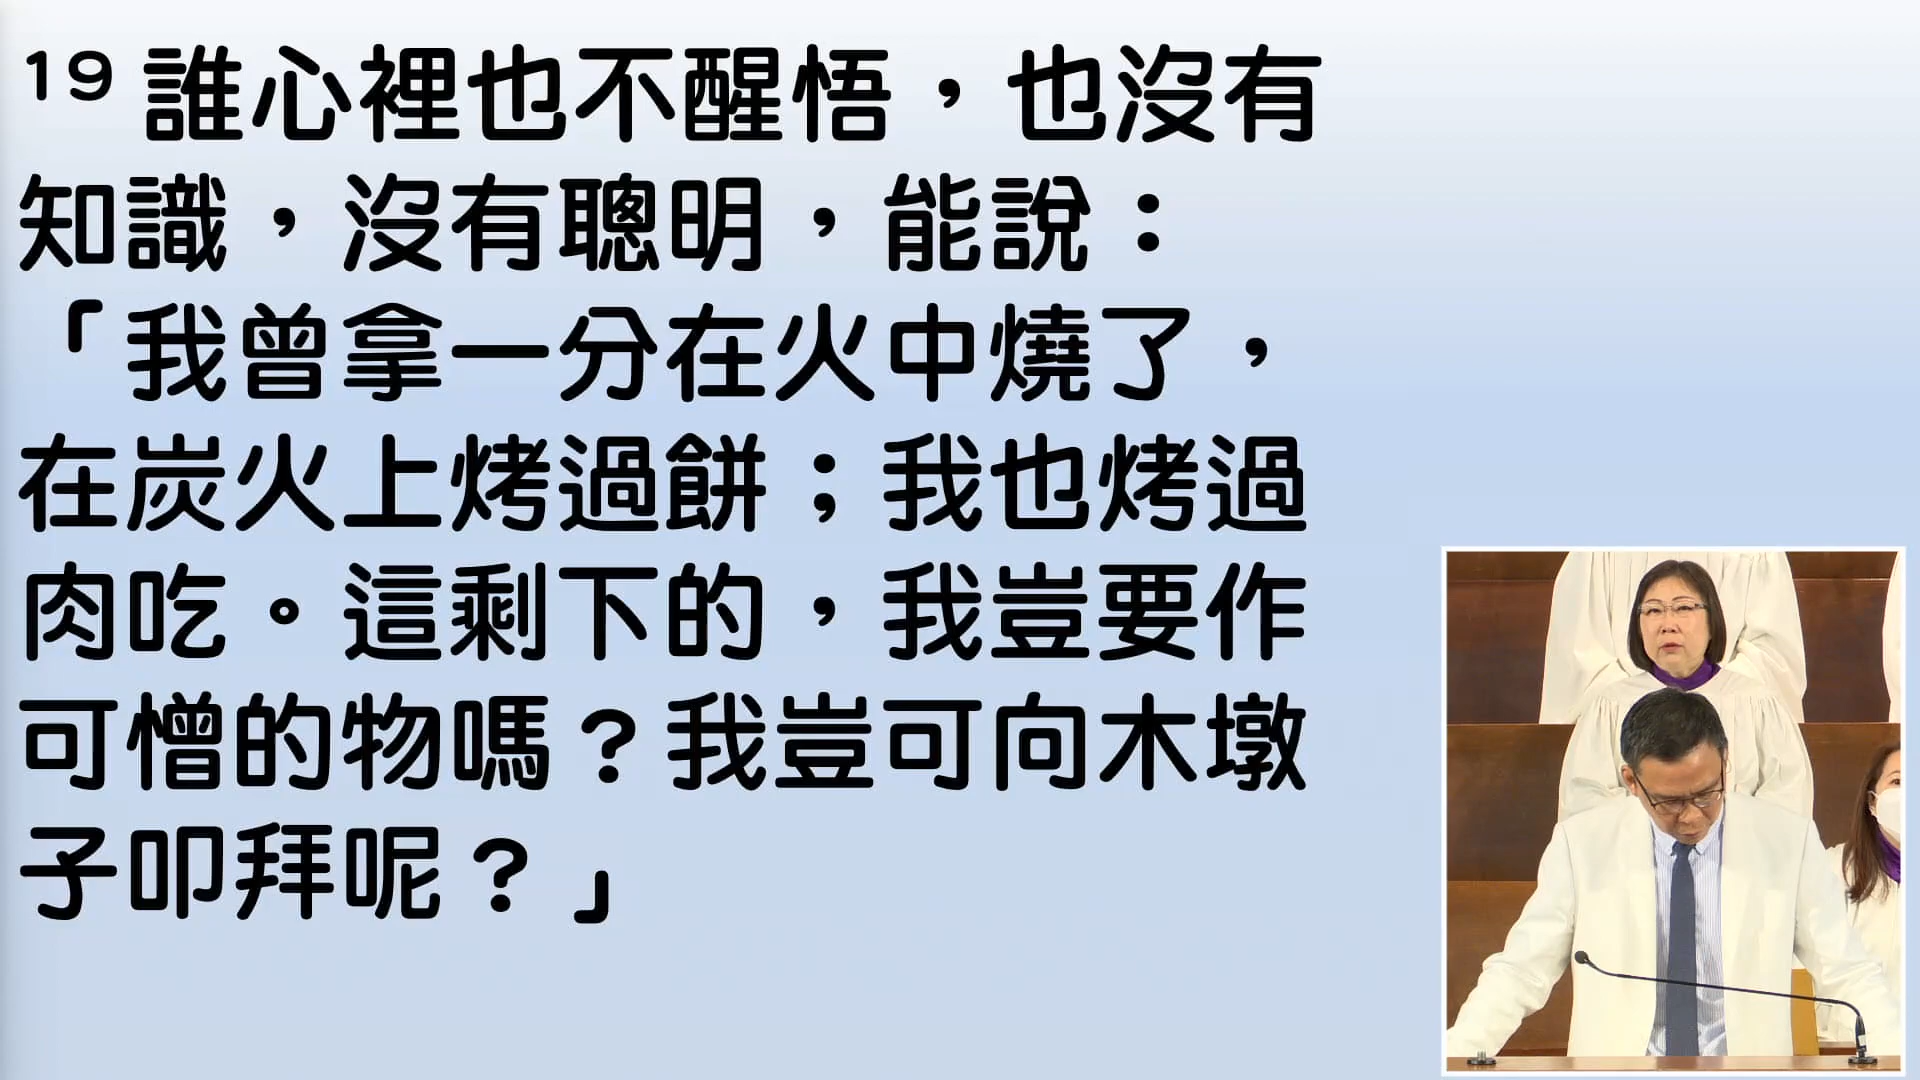 19 誰心裡也不醒悟，也沒有
知識，沒有聰明，能說：
「我曾拿一分在火中燒了，
在炭火上烤過餅；我也烤過
肉吃。這剩下的，我豈要作
可憎的物嗎？我豈可向木墩
子叩拜呢？」